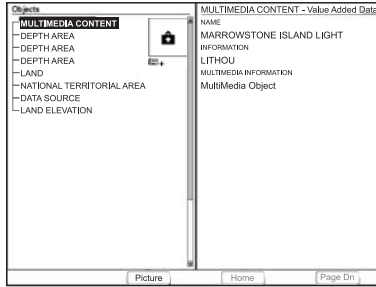 Objects
MULTIMEDIA CONTENT
DEPTH AREA
DEPTH AREA
DEPTH AREA
LAND
NATIONAL TERRITORIAL AREA
DATA SOURCE
LAND ELEVATION
MULTIMEDIA CONTENT - Value Added Data
NAME
MARROWSTONE ISLAND LIGHT
INFORMATION
LITHOU
MULTIMEDIA INFORMATION
MultiMedia Object
Picture
Home
Page Dn